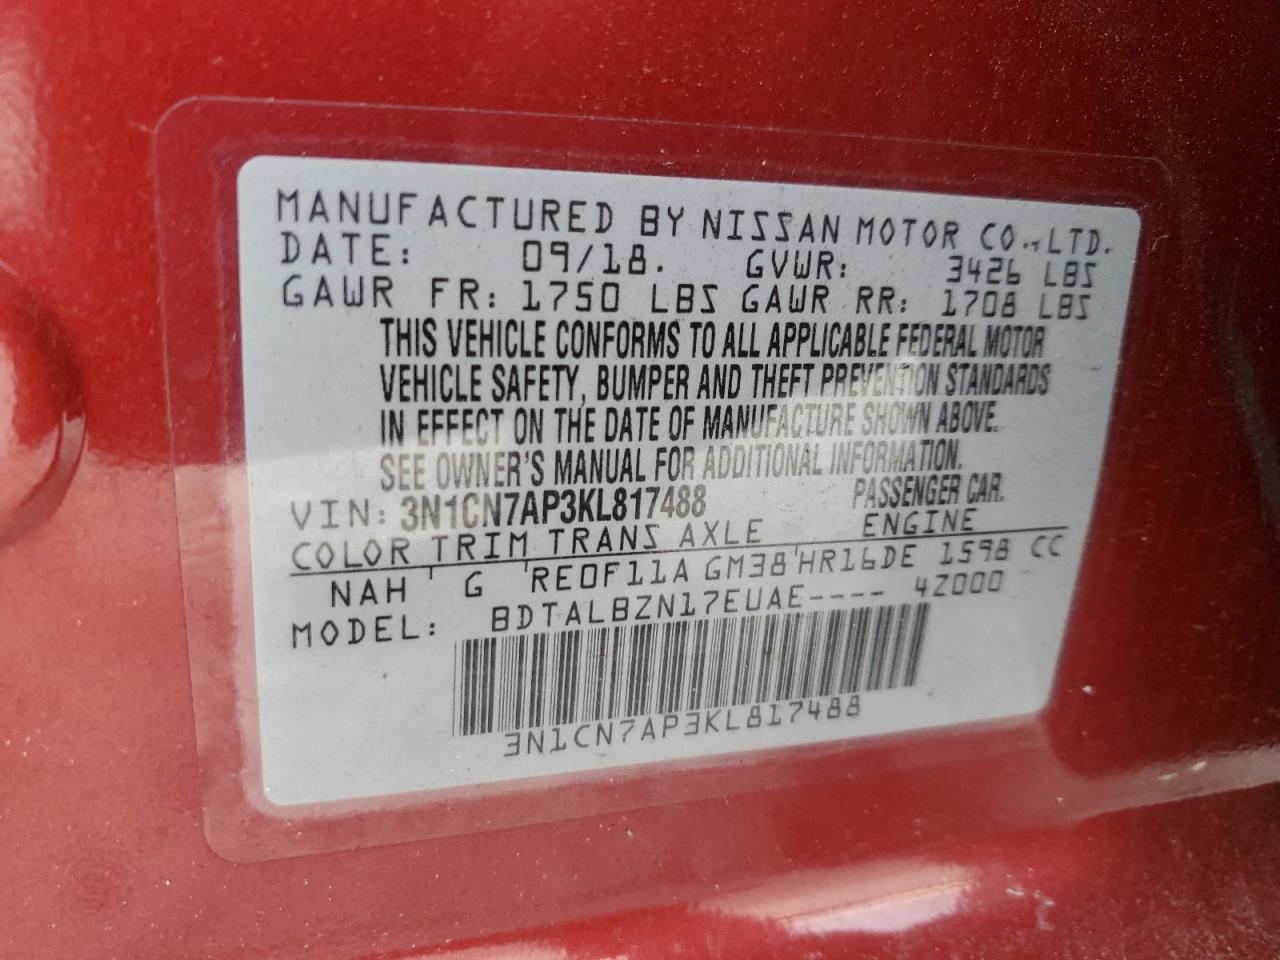 MANUFACTURED BY NISSAN MOTOR CO., LTD.
DATE: 09/18. GVWR: 3426 LBS
GAWR FR: 1750 LBS GAWR RR: 1708 LBS
THIS VEHICLE CONFORMS TO ALL APPLICABLE FEDERAL MOTOR
VEHICLE SAFETY, BUMPER AND THEFT PREVENTION STANDARDS
IN EFFECT ON THE DATE OF MANUFACTURE SHOWN ABOVE.
SEE OWNER'S MANUAL FOR ADDITIONAL INFORMATION.
VIN: 3N1CN7AP3KL817488 PASSENGER CAR.
COLOR TRIM TRANS AXLE ENGINE
NAH G RE0F11A GM38 HR16DE 1598 CC
MODEL: BDTALBZN17EUAE---- 4Z000
3N1CN7AP3KL817488